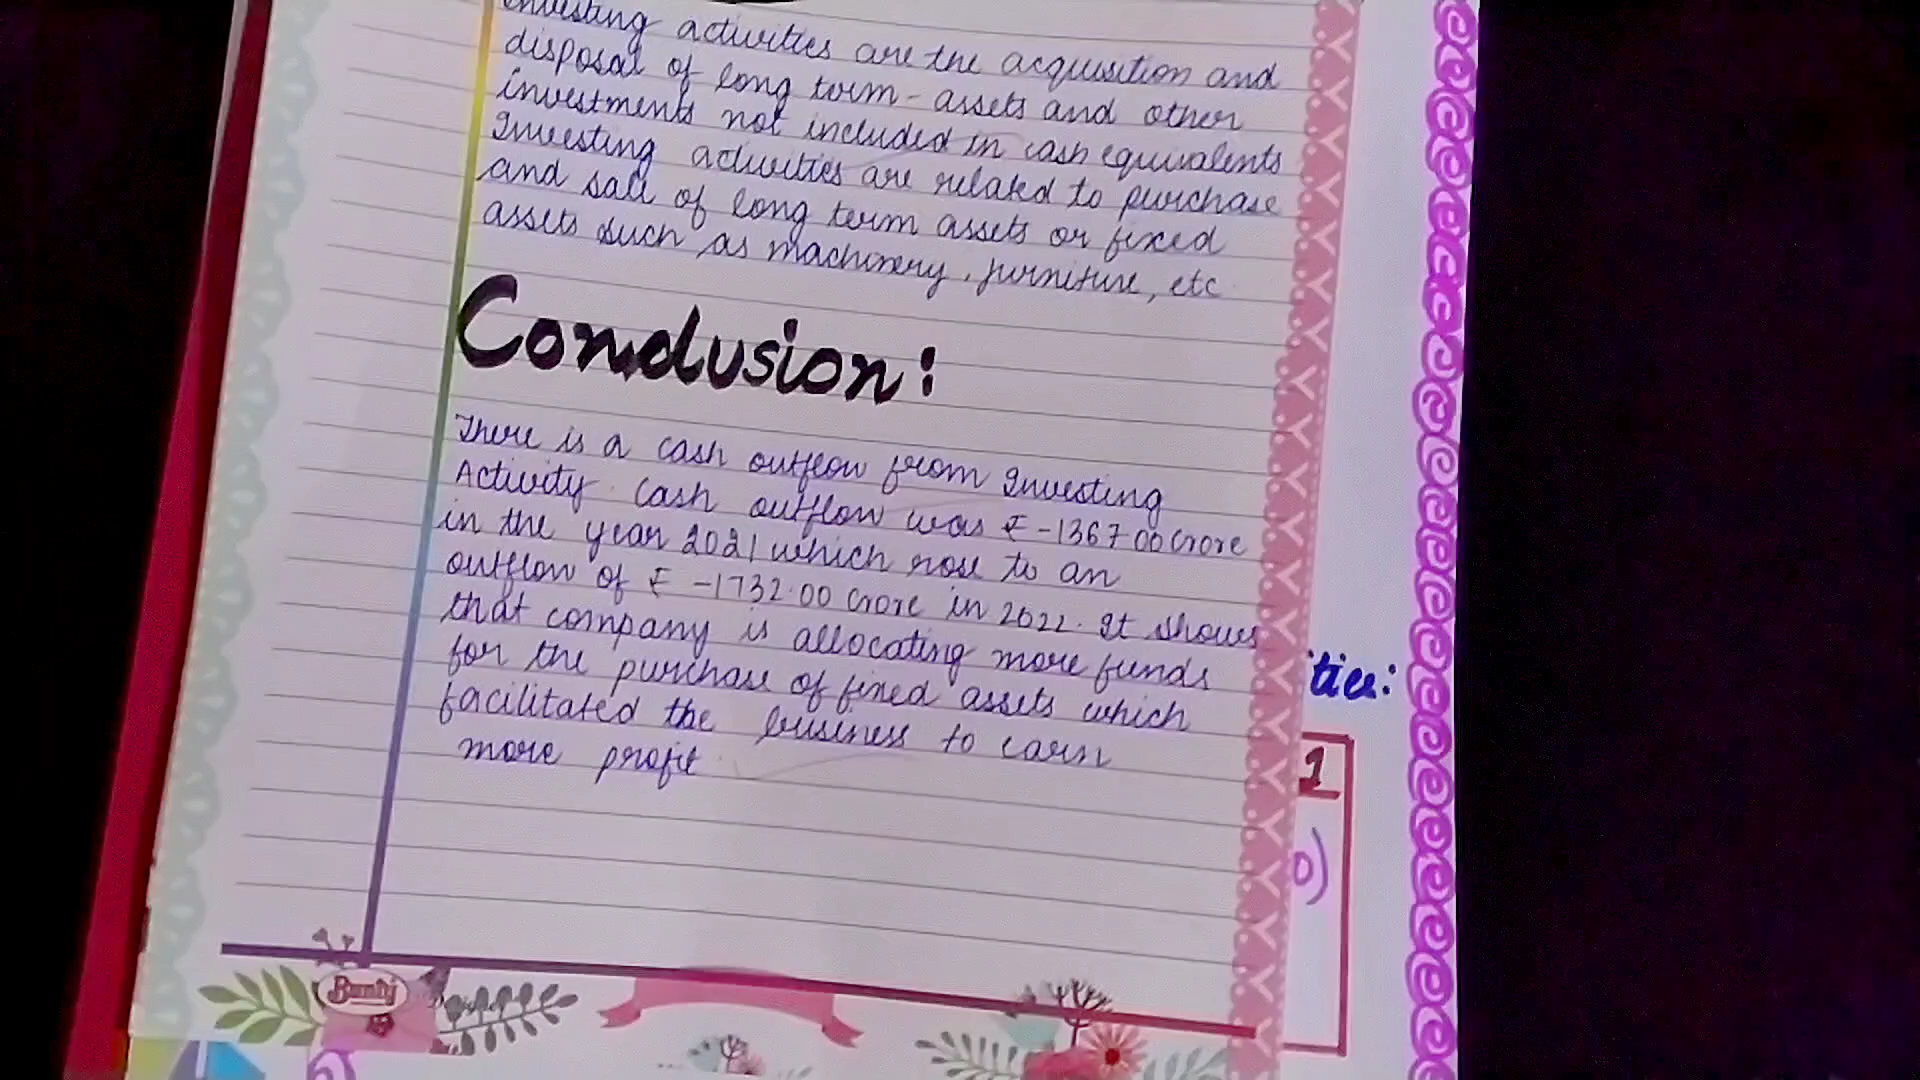 Investing activities are the acquisition and
disposal of long term - assets and other
investments not included in cash equivalents
Investing activities are related to purchase
and sale of long term assets or fixed
assets such as machinery, furniture, etc
Conclusion:
There is a cash outflow from Investing
Activity. Cash outflow was ₹ -1367.00 crore
in the year 2021 which rose to an
outflow of ₹ -1732.00 crore in 2022. It shows
that company is allocating more funds
for the purchase of fixed assets which
facilitated the business to earn
more profit.
ties:
1